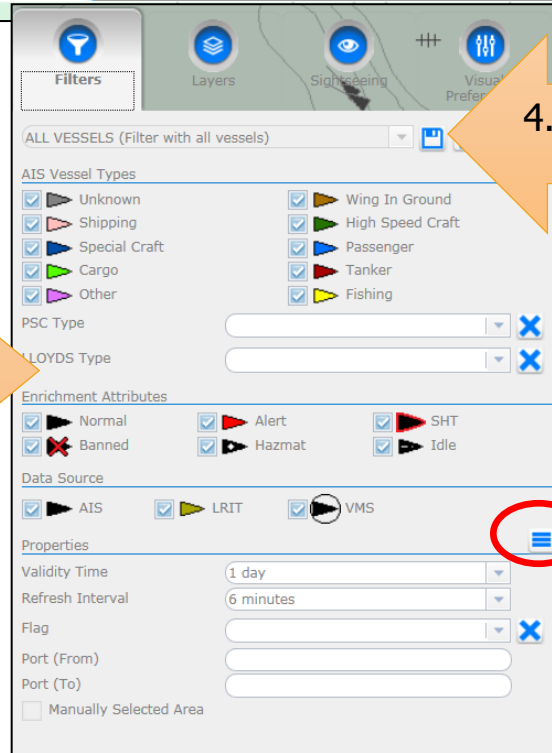 Filters Layers Sightseeing Visual
4.
ALL VESSELS (Filter with all vessels)
AIS Vessel Types
Unknown Wing In Ground
Shipping High Speed Craft
Special Craft Passenger
Cargo Tanker
Other Fishing
PSC Type
LOYDS Type
Enrichment Attributes
Normal Alert SHT
Banned Hazmat Idle
Data Source
AIS LRIT VMS
Properties
Validity Time 1 day
Refresh Interval 6 minutes
Flag
Port (From)
Port (To)
Manually Selected Area